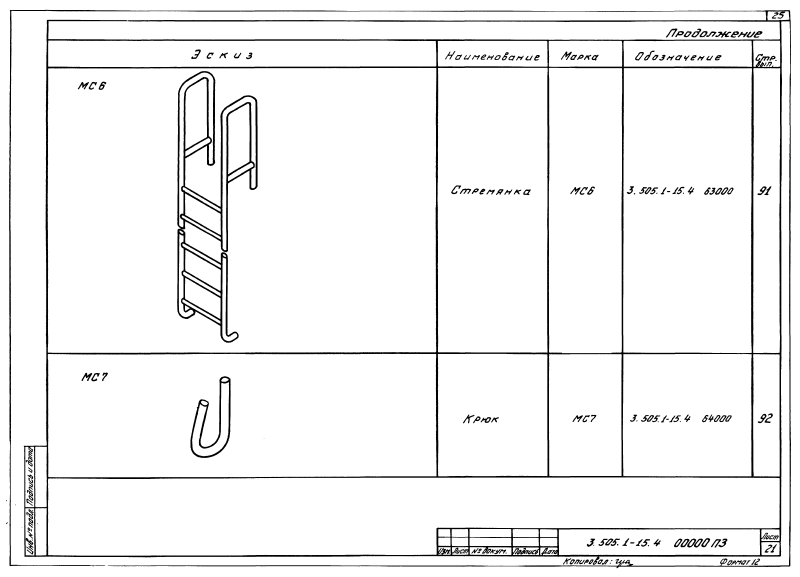 25
Продолжение
Эскиз Наименование Марка Обозначение Стр. вып.
МС6
Стремянка МС6 3.505.1-15.4 63000 91
МС7
Крюк МС7 3.505.1-15.4 64000 92
Подпись и дата
Инв. № подл.
Изм. Лист № докум. Подпись Дата
3.505.1-15.4 00000 ПЗ
Лист
21
Копировал:
Формат 12